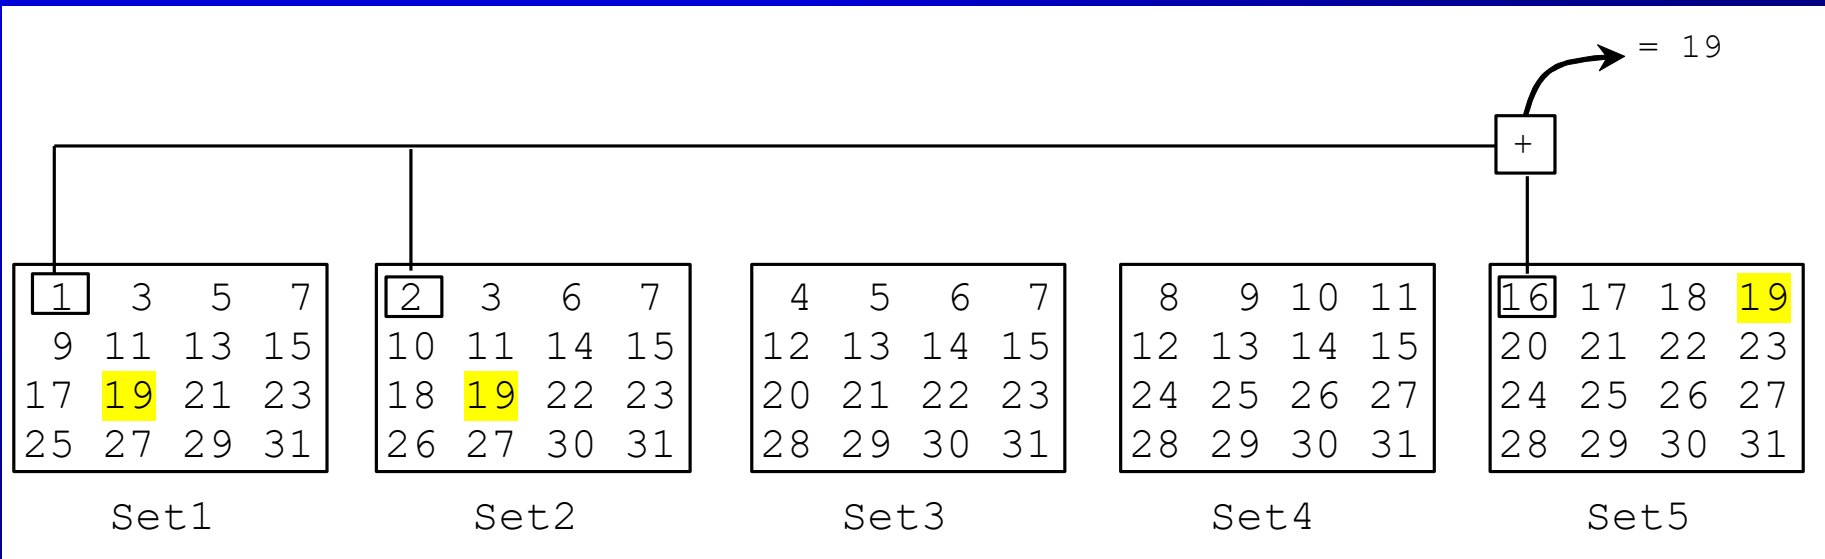 = 19
+
1 3 5 7
9 11 13 15
17 19 21 23
25 27 29 31
Set1
2 3 6 7
10 11 14 15
18 19 22 23
26 27 30 31
Set2
4 5 6 7
12 13 14 15
20 21 22 23
28 29 30 31
Set3
8 9 10 11
12 13 14 15
24 25 26 27
28 29 30 31
Set4
16 17 18 19
20 21 22 23
24 25 26 27
28 29 30 31
Set5